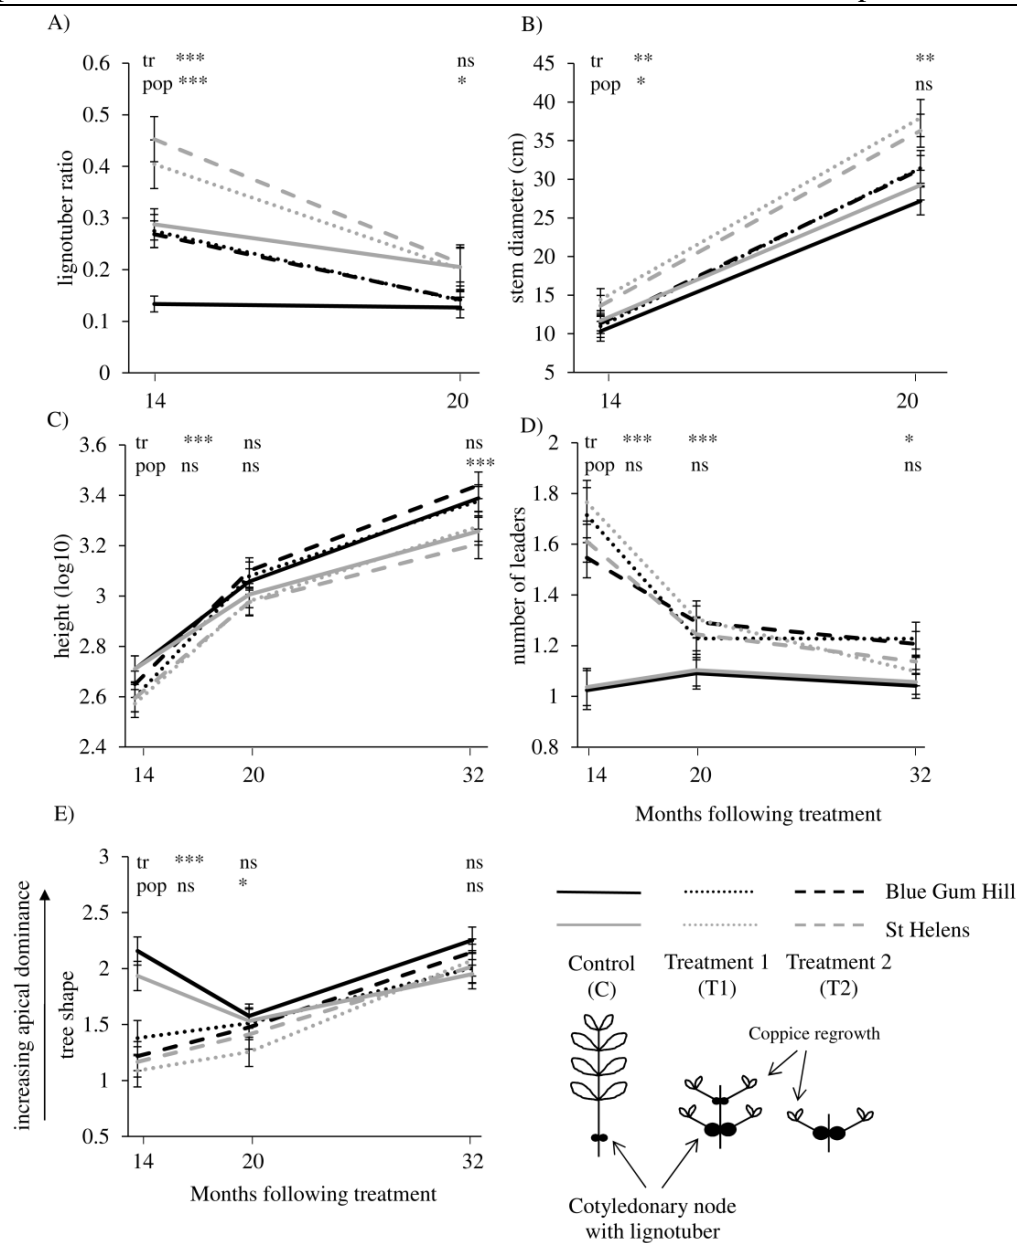 A)
0.6
0.5
0.4
0.3
0.2
0.1
0
lignotuber ratio
tr *** ns
pop *** *
14 20
B)
45
40
35
30
25
20
15
10
5
stem diameter (cm)
tr ** **
pop * ns
14 20
C)
3.6
3.4
3.2
3
2.8
2.6
2.4
height (log10)
tr *** ns ns
pop ns ns ***
14 20 32
D)
2
1.8
1.6
1.4
1.2
1
0.8
number of leaders
tr *** *** *
pop ns ns ns
14 20 32
Months following treatment
E)
3
2.5
2
1.5
1
0.5
increasing apical dominance
tree shape
tr *** ns ns
pop ns * ns
14 20 32
Months following treatment
Blue Gum Hill
St Helens
Control Treatment 1 Treatment 2
(C) (T1) (T2)
Coppice regrowth
Cotyledonary node
with lignotuber